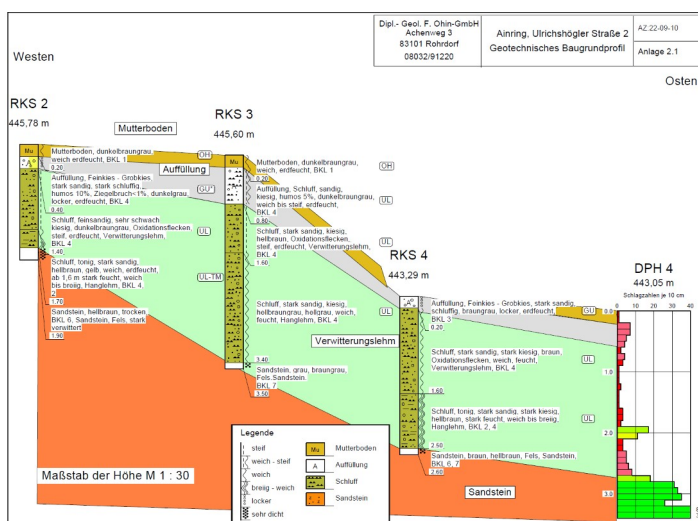 Dipl.- Geol. F. Ohin-GmbH
Achenweg 3
83101 Rohrdorf
08032/91220
Ainring, Ulrichshögler Straße 2
Geotechnisches Baugrundprofil
AZ:22-09-10
Anlage 2.1
Westen
Osten
RKS 2
445,78 m
Mutterboden
RKS 3
445,60 m
Mu
Mutterboden, dunkelbraungrau,
weich erdfeucht, BKL 1
OH
0.20
Auffüllung
A
Auffüllung, Feinkies - Grobkies,
stark sandig, stark schluffig,
humos 10%, Ziegelbruch<1%, dunkelgrau,
locker, erdfeucht, BKL 4
GU*
0.40
Schluff, feinsandig, sehr schwach
kiesig, dunkelbraungrau, Oxidationsflecken,
steif, erdfeucht, Verwitterungslehm,
BKL 4
UL
1.40
Schluff, tonig, stark sandig,
hellbraun, gelb, weich, erdfeucht,
ab 1,6 m stark feucht, weich
bis breiig, Hanglehm, BKL 4,
2
UL-TM
1.70
Sandstein, hellbraun, trocken,
BKL 6, Sandstein, Fels, stark
verwittert
1.90
Mu
Mutterboden, dunkelbraungrau,
weich, erdfeucht, BKL 1
OH
0.20
Auffüllung, Schluff, sandig,
kiesig, humos 5%, dunkelbraungrau,
weich bis steif, erdfeucht,
BKL 4
UL
0.80
Schluff, stark sandig, kiesig,
hellbraun, Oxidationsflecken,
steif, erdfeucht, Verwitterungslehm,
BKL 4
UL
1.60
Schluff, stark sandig, kiesig,
hellbraungrau, hellgrau, weich,
feucht, Hanglehm, BKL 4
UL
3.40
Sandstein, grau, braungrau,
Fels,Sandstein,
BKL 7
3.50
RKS 4
443,29 m
A
Auffüllung, Feinkies - Grobkies, stark sandig,
schluffig, braungrau, locker, erdfeucht,
BKL 3
GU
0.20
Verwitterungslehm
Schluff, stark sandig, stark kiesig, braun,
Oxidationsflecken, weich, feucht,
Verwitterungslehm, BKL 4
UL
1.60
Schluff, tonig, stark sandig, stark kiesig,
hellbraun, stark feucht, weich bis breiig,
Hanglehm, BKL 2, 4
UL
2.50
Sandstein, braun, hellbraun, Fels, Sandstein,
BKL 6, 7
2.60
Sandstein
DPH 4
443,05 m
Schlagzahlen je 10 cm
0 10 20 30 40
0.0
1.0
2.0
3.0
Maßstab der Höhe M 1 : 30
Legende
steif
weich - steif
weich
breiig - weich
locker
sehr dicht
Mu Mutterboden
A Auffüllung
Schluff
Sandstein